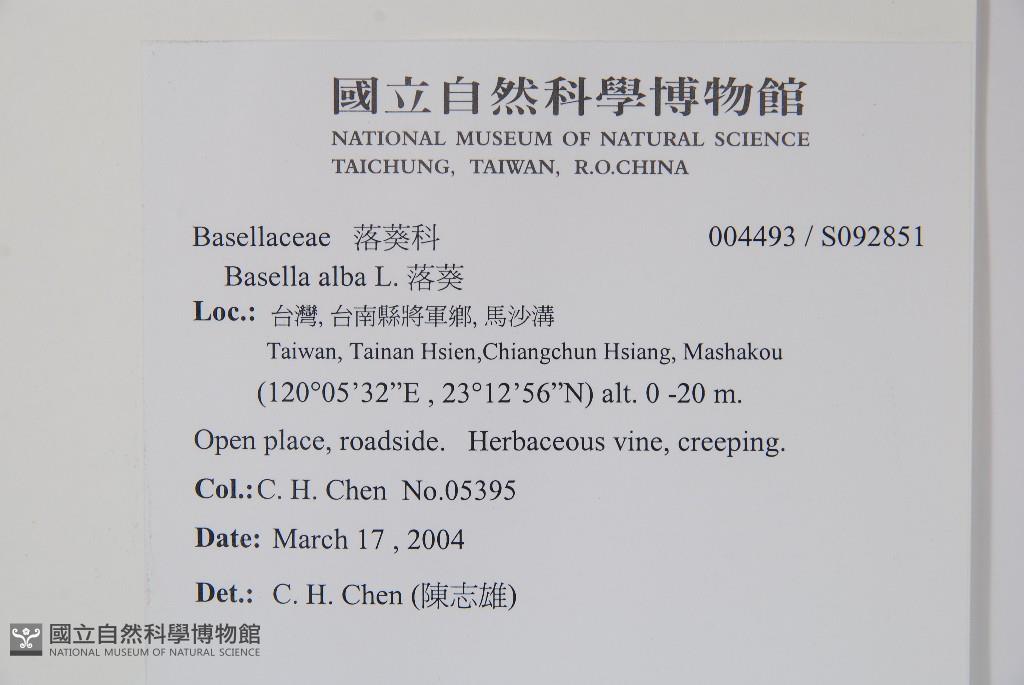 國立自然科學博物館
NATIONAL MUSEUM OF NATURAL SCIENCE
TAICHUNG, TAIWAN, R.O.CHINA
Basellaceae 落葵科 004493 / S092851
Basella alba L. 落葵
Loc.: 台灣, 台南縣將軍鄉, 馬沙溝
Taiwan, Tainan Hsien,Chiangchun Hsiang, Mashakou
(120°05’32”E , 23°12’56”N) alt. 0 -20 m.
Open place, roadside. Herbaceous vine, creeping.
Col.: C. H. Chen No.05395
Date: March 17 , 2004
Det.: C. H. Chen (陳志雄)
國立自然科學博物館
NATIONAL MUSEUM OF NATURAL SCIENCE